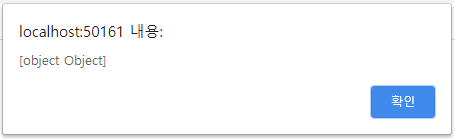 localhost:50161 내용:
[object Object]
확인